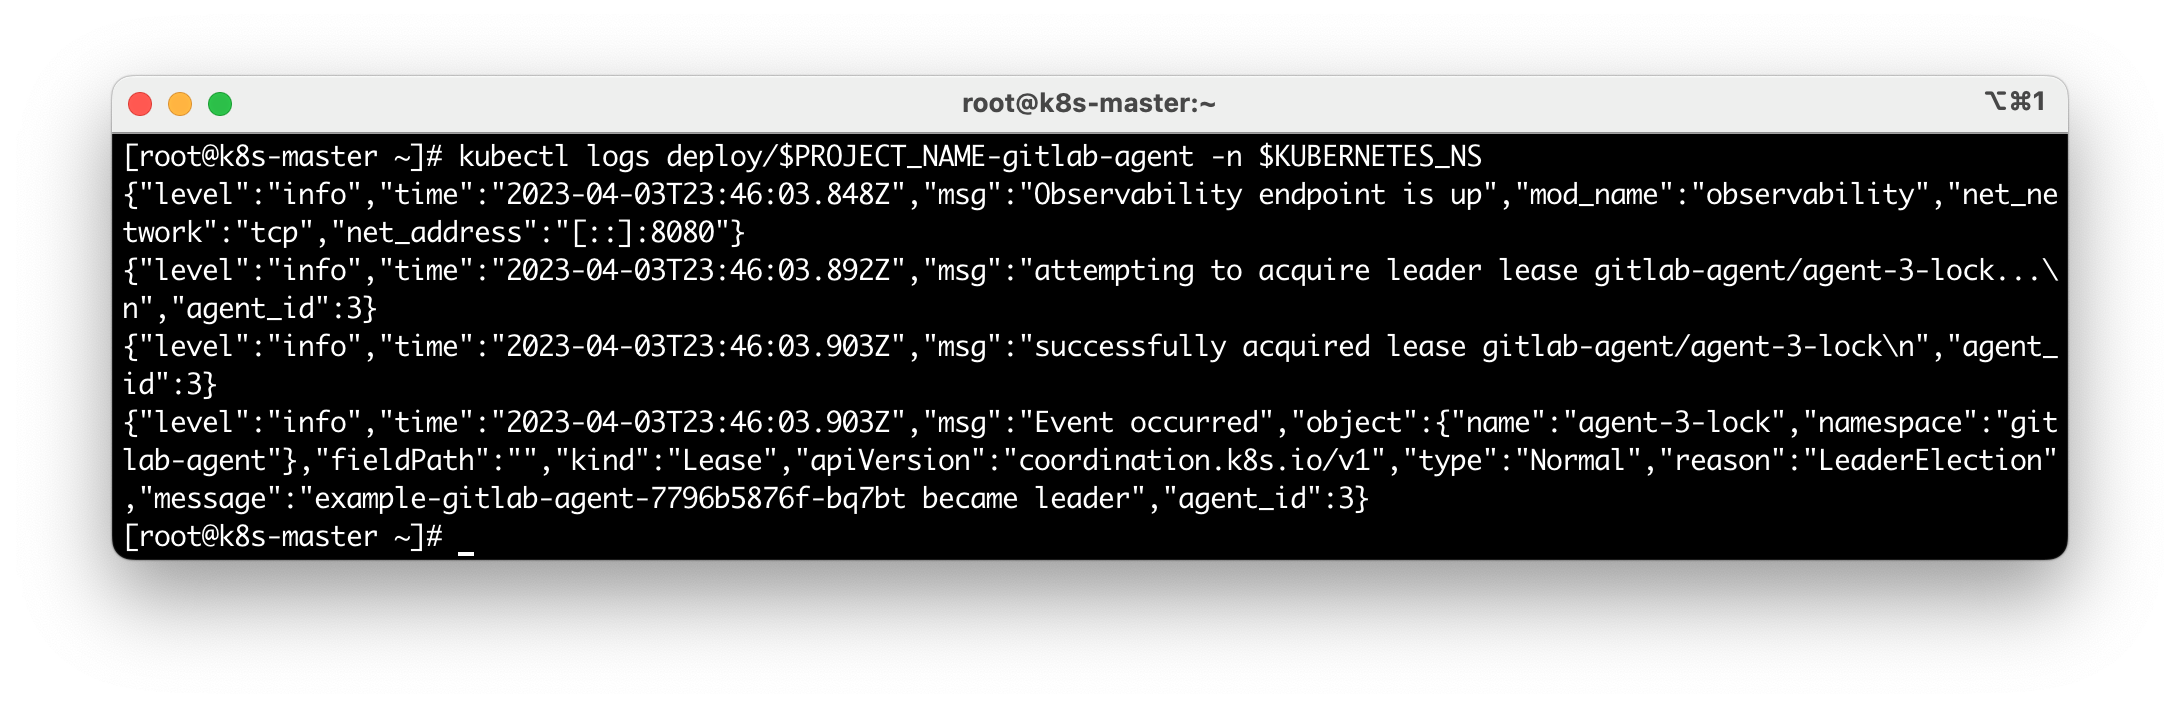 root@k8s-master:~
⌥⌘1
[root@k8s-master ~]# kubectl logs deploy/$PROJECT_NAME-gitlab-agent -n $KUBERNETES_NS
{"level":"info","time":"2023-04-03T23:46:03.848Z","msg":"Observability endpoint is up","mod_name":"observability","net_ne
twork":"tcp","net_address":"[::]:8080"}
{"level":"info","time":"2023-04-03T23:46:03.892Z","msg":"attempting to acquire leader lease gitlab-agent/agent-3-lock...\
n","agent_id":3}
{"level":"info","time":"2023-04-03T23:46:03.903Z","msg":"successfully acquired lease gitlab-agent/agent-3-lock\n","agent_
id":3}
{"level":"info","time":"2023-04-03T23:46:03.903Z","msg":"Event occurred","object":{"name":"agent-3-lock","namespace":"git
lab-agent"},"fieldPath":"","kind":"Lease","apiVersion":"coordination.k8s.io/v1","type":"Normal","reason":"LeaderElection"
,"message":"example-gitlab-agent-7796b5876f-bq7bt became leader","agent_id":3}
[root@k8s-master ~]#